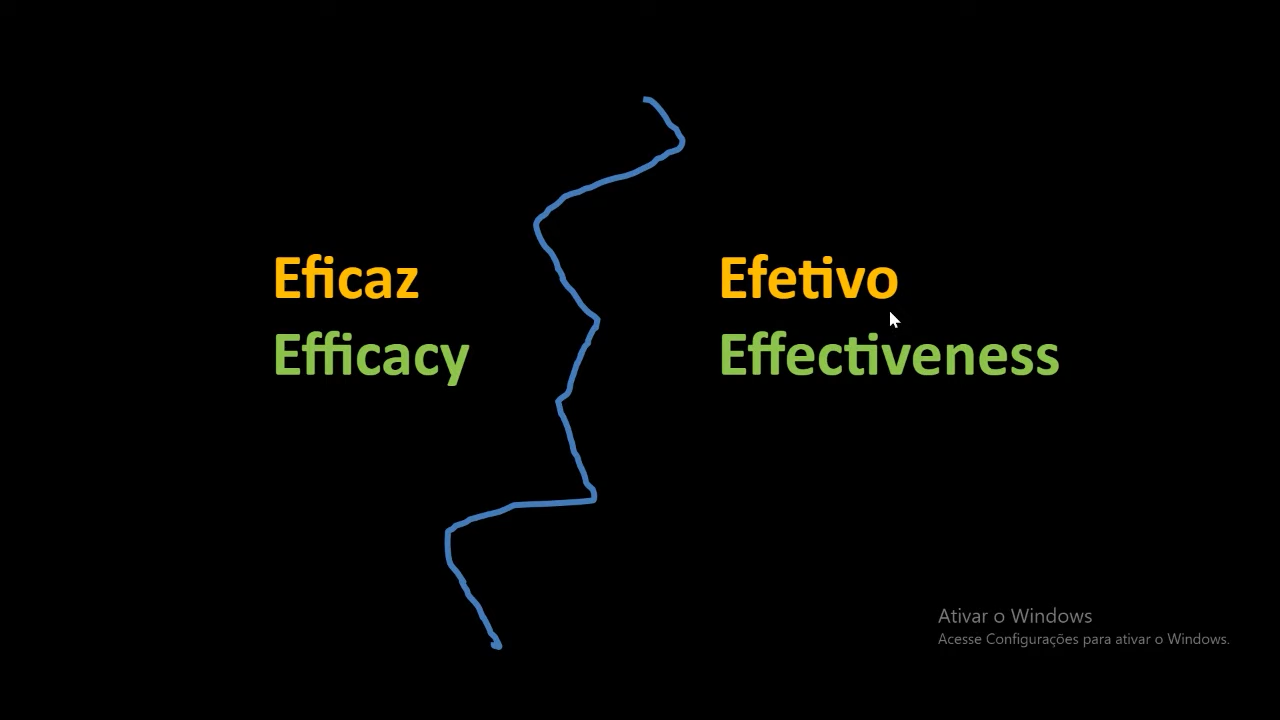 Eficaz
Efficacy
Efetivo
Effectiveness
Ativar o Windows
Acesse Configurações para ativar o Windows.